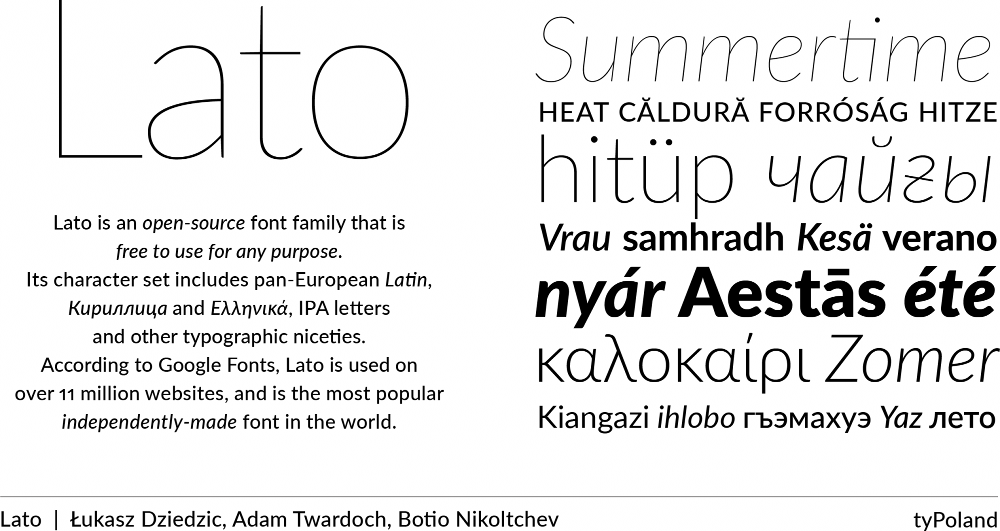 Lato
Lato is an open-source font family that is
free to use for any purpose.
Its character set includes pan-European Latin,
Кириллица and Ελληνικά, IPA letters
and other typographic niceties.
According to Google Fonts, Lato is used on
over 11 million websites, and is the most popular
independently-made font in the world.
Summertime
HEAT CĂLDURĂ FORRÓSÁG HITZE
hitüp чайғы
Vrau samhradh Kesä verano
nyár Aestās été
καλοκαίρι Zomer
Kiangazi ihlobo гъэмахуэ Yaz лето
Lato | Łukasz Dziedzic, Adam Twardoch, Botio Nikoltchev
tyPoland